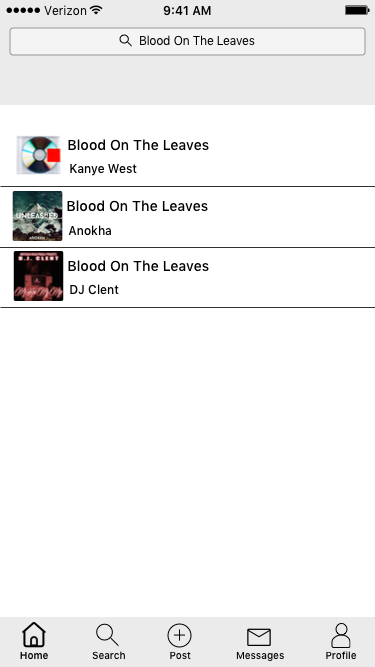 Verizon 9:41 AM
Blood On The Leaves
Blood On The Leaves
Kanye West
UNLEASHED
ANOKHA
Blood On The Leaves
Anokha
D.J. CLENT
Blood On The Leaves
DJ Clent
Home Search Post Messages Profile